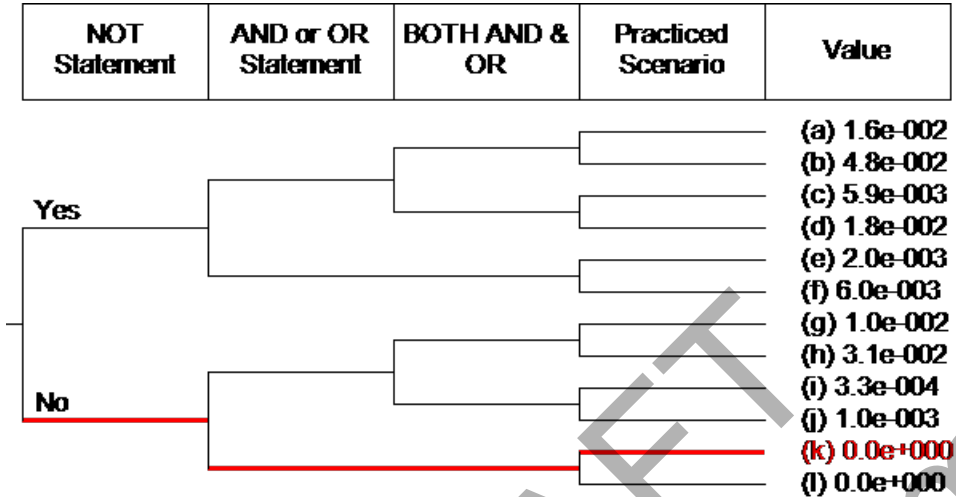 NOT Statement
AND or OR Statement
BOTH AND & OR
Practiced Scenario
Value
Yes
No
(a) 1.6e-002
(b) 4.8e-002
(c) 5.9e-003
(d) 1.8e-002
(e) 2.0e-003
(f) 6.0e-003
(g) 1.0e-002
(h) 3.1e-002
(i) 3.3e-004
(j) 1.0e-003
(k) 0.0e+000
(l) 0.0e+000